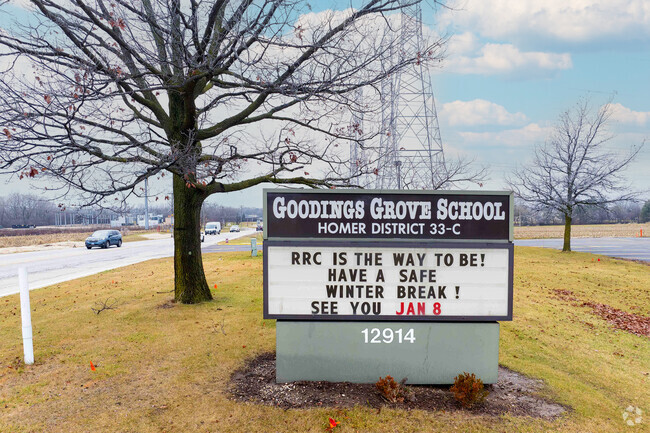 GOODINGS GROVE SCHOOL
HOMER DISTRICT 33-C
RRC IS THE WAY TO BE!
HAVE A SAFE
WINTER BREAK !
SEE YOU JAN 8
12914